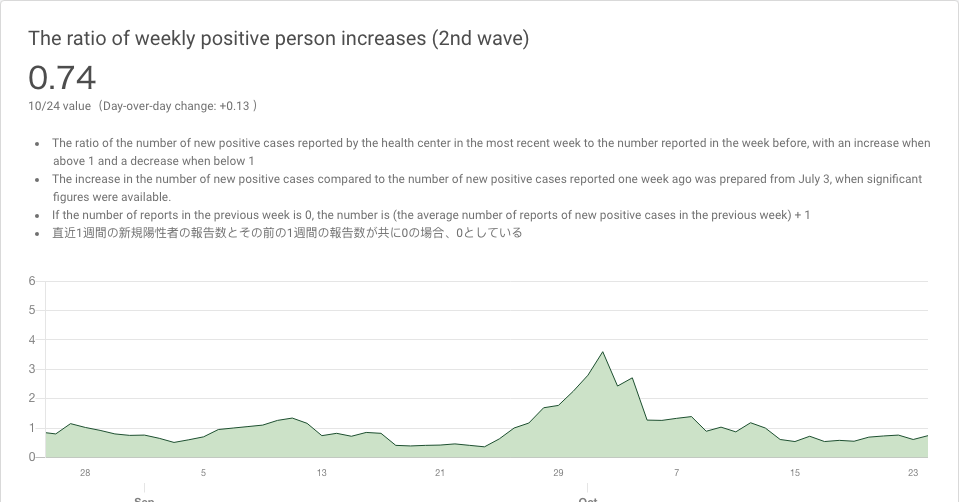 The ratio of weekly positive person increases (2nd wave)
0.74
10/24 value（Day-over-day change: +0.13 ）
• The ratio of the number of new positive cases reported by the health center in the most recent week to the number reported in the week before, with an increase when
above 1 and a decrease when below 1
• The increase in the number of new positive cases compared to the number of new positive cases reported one week ago was prepared from July 3, when significant
figures were available.
• If the number of reports in the previous week is 0, the number is (the average number of reports of new positive cases in the previous week) + 1
• 直近1週間の新規陽性者の報告数とその前の1週間の報告数が共に0の場合、0としている
6
5
4
3
2
1
0
28 5 13 21 29 7 15 23
Sep Oct